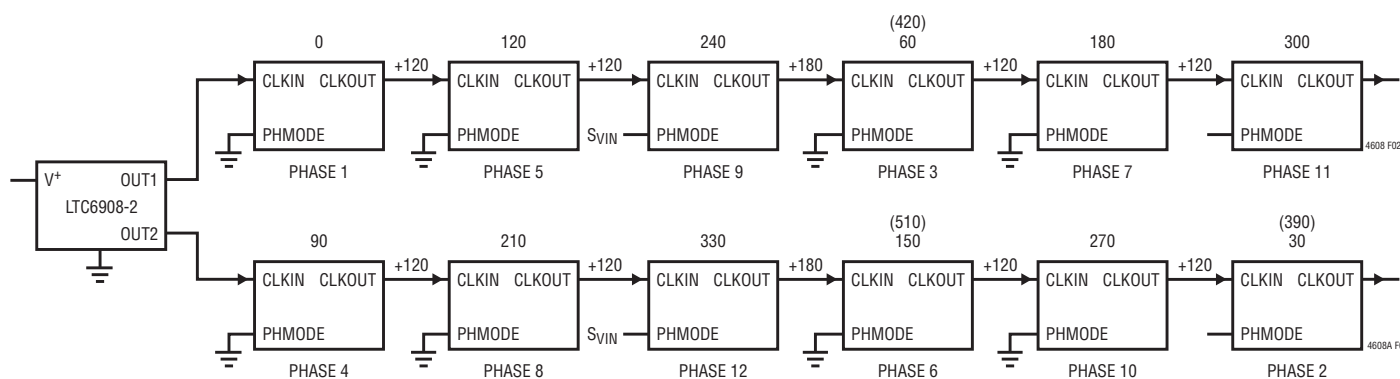 (420)
0 120 240 60 180 300
CLKIN CLKOUT +120 CLKIN CLKOUT +120 CLKIN CLKOUT +180 CLKIN CLKOUT +120 CLKIN CLKOUT +120 CLKIN CLKOUT
PHMODE PHMODE SVIN PHMODE PHMODE PHMODE PHMODE
4608 F02
PHASE 1 PHASE 5 PHASE 9 PHASE 3 PHASE 7 PHASE 11
V+ OUT1
LTC6908-2
OUT2
(510) (390)
90 210 330 150 270 30
CLKIN CLKOUT +120 CLKIN CLKOUT +120 CLKIN CLKOUT +180 CLKIN CLKOUT +120 CLKIN CLKOUT +120 CLKIN CLKOUT
PHMODE PHMODE SVIN PHMODE PHMODE PHMODE PHMODE
4608A
PHASE 4 PHASE 8 PHASE 12 PHASE 6 PHASE 10 PHASE 2